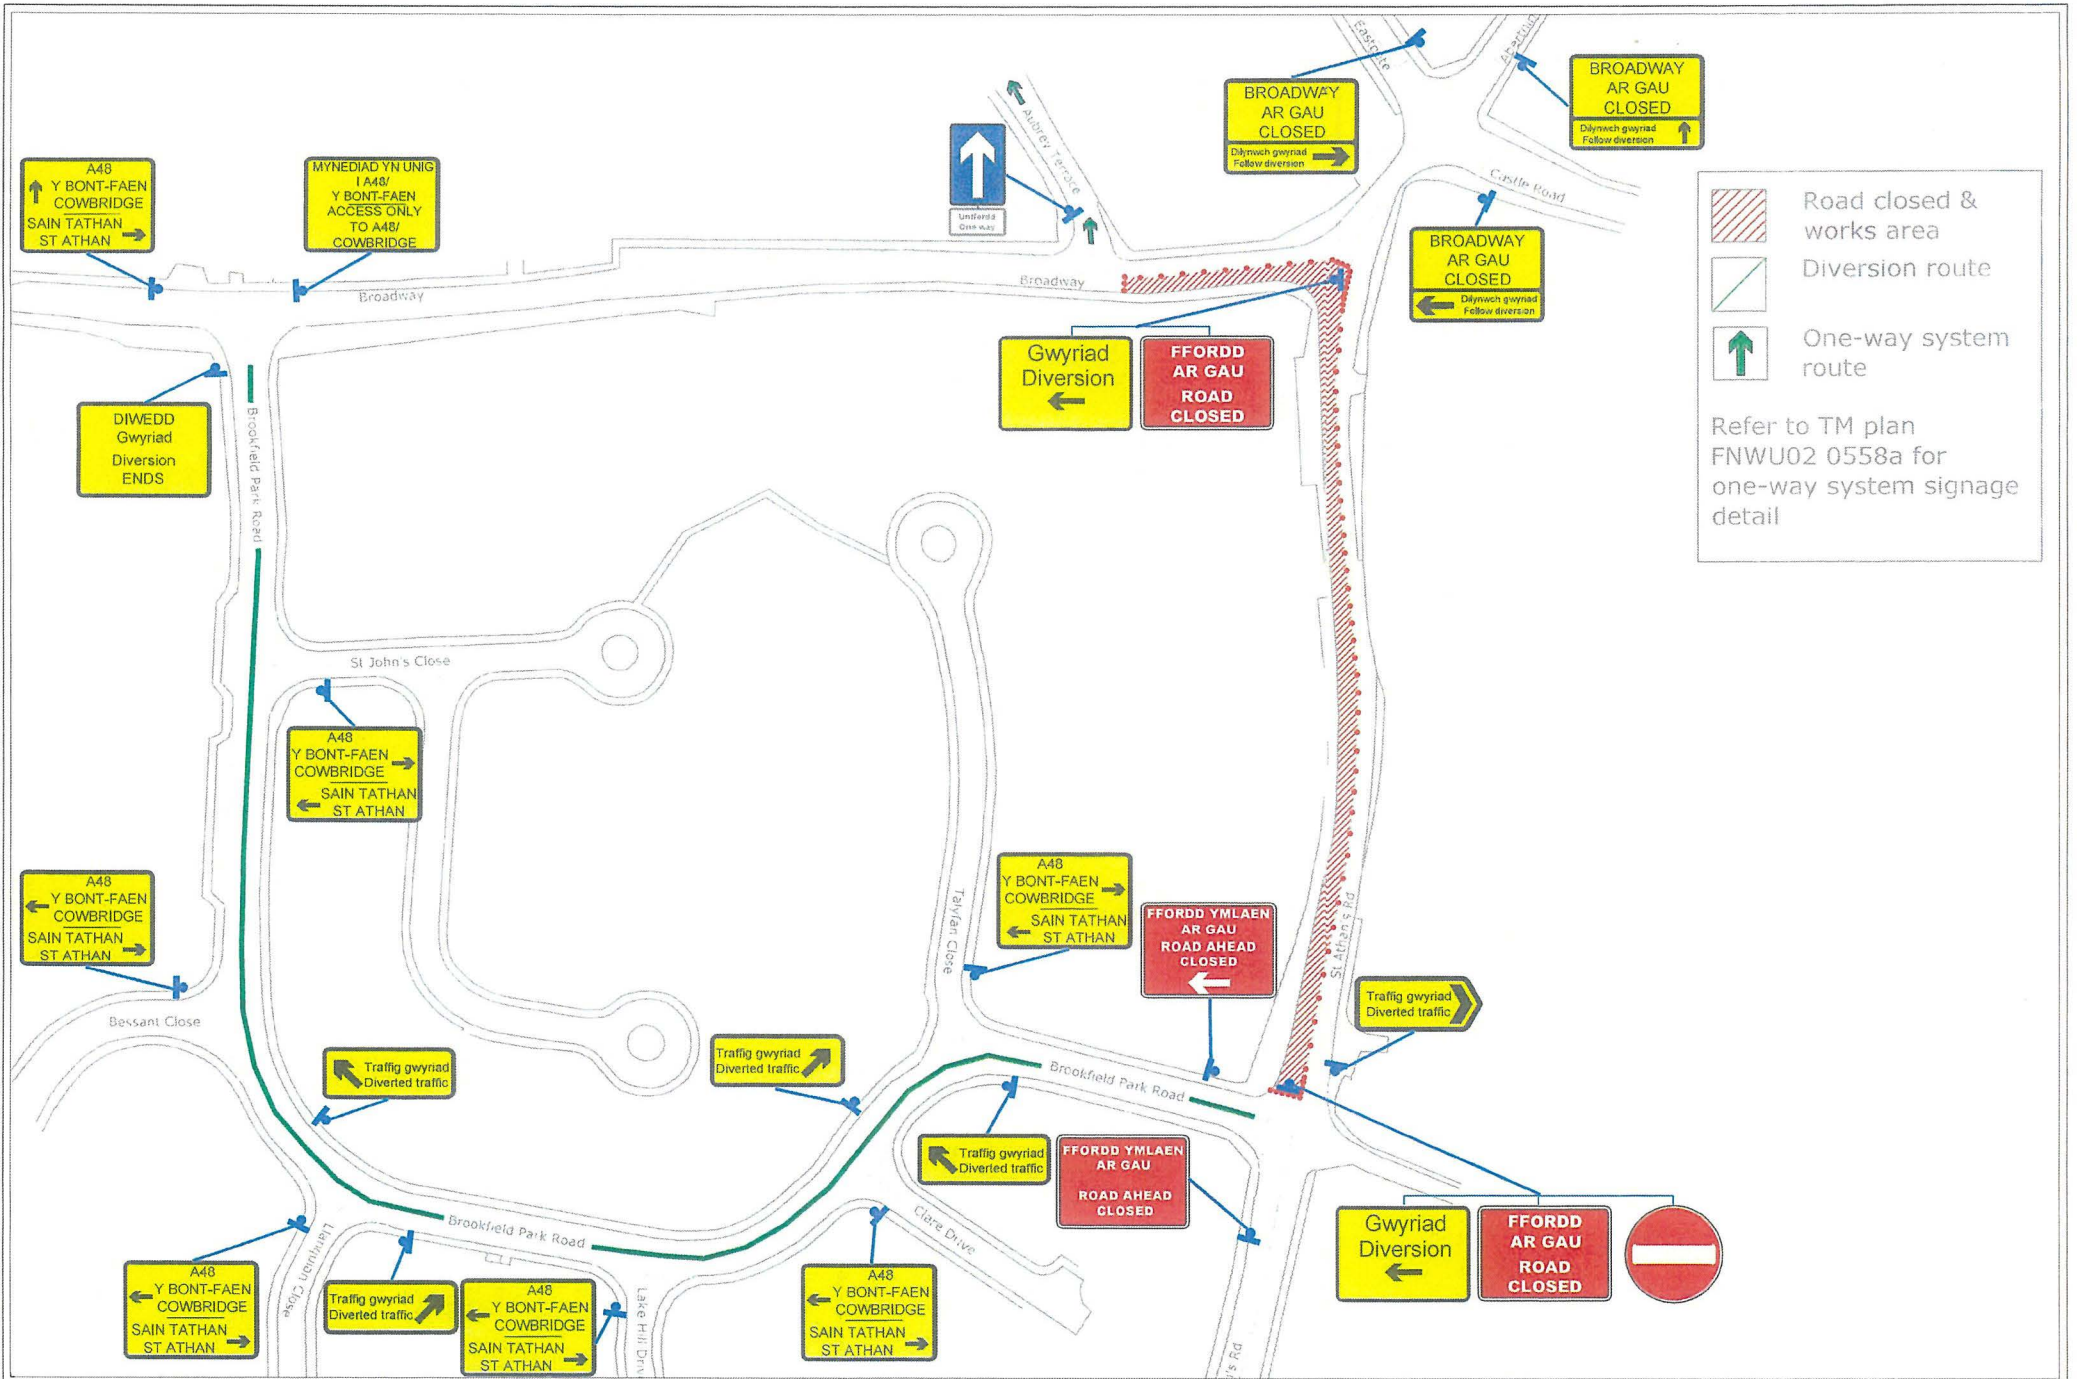 Eastgate
BROADWAY
AR GAU
CLOSED
Dilynwch gwyriad
Follow diversion
BROADWAY
AR GAU
CLOSED
Dilynwch gwyriad
Follow diversion
Aubrey Terrace
Unffordd
One way
A48
Y BONT-FAEN
COWBRIDGE
SAIN TATHAN
ST ATHAN
MYNEDIAD YN UNIG
I A48/
Y BONT-FAEN
ACCESS ONLY
TO A48/
COWBRIDGE
Castle Road
BROADWAY
AR GAU
CLOSED
Dilynwch gwyriad
Follow diversion
Road closed &
works area
Diversion route
One-way system
route
Refer to TM plan
FNWU02 0558a for
one-way system signage
detail
Broadway
Broadway
Gwyriad
Diversion
FFORDD
AR GAU
ROAD
CLOSED
DIWEDD
Gwyriad
Diversion
ENDS
Brookfield Park Road
St John's Close
A48
Y BONT-FAEN
COWBRIDGE
SAIN TATHAN
ST ATHAN
A48
Y BONT-FAEN
COWBRIDGE
SAIN TATHAN
ST ATHAN
Bessant Close
Talyfan Close
A48
Y BONT-FAEN
COWBRIDGE
SAIN TATHAN
ST ATHAN
FFORDD YMLAEN
AR GAU
ROAD AHEAD
CLOSED
St Athan's Rd
Traffig gwyriad
Diverted traffic
Traffig gwyriad
Diverted traffic
Traffig gwyriad
Diverted traffic
Brookfield Park Road
Traffig gwyriad
Diverted traffic
FFORDD YMLAEN
AR GAU
ROAD AHEAD
CLOSED
Brookfield Park Road
Clare Drive
Llanquian Close
A48
Y BONT-FAEN
COWBRIDGE
SAIN TATHAN
ST ATHAN
Traffig gwyriad
Diverted traffic
A48
Y BONT-FAEN
COWBRIDGE
SAIN TATHAN
ST ATHAN
Lake Hill Driv
A48
Y BONT-FAEN
COWBRIDGE
SAIN TATHAN
ST ATHAN
Gwyriad
Diversion
FFORDD
AR GAU
ROAD
CLOSED
's Rd